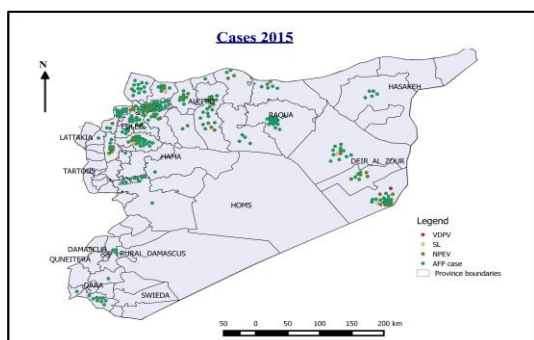 Cases 2015
N
HASAKEH
ALEPPO
RAQUA
IDLEB
LATTAKIA
HAMA
DEIR_AL_ZOUR
TARTOUS
HOMS
DAMASCUS
RURAL_DAMASCUS
QUNEITERA
DARA
SWIEDA
Legend
VDPV
SL
NPEV
AFP case
Province boundaries
50 0 50 100 150 200 km